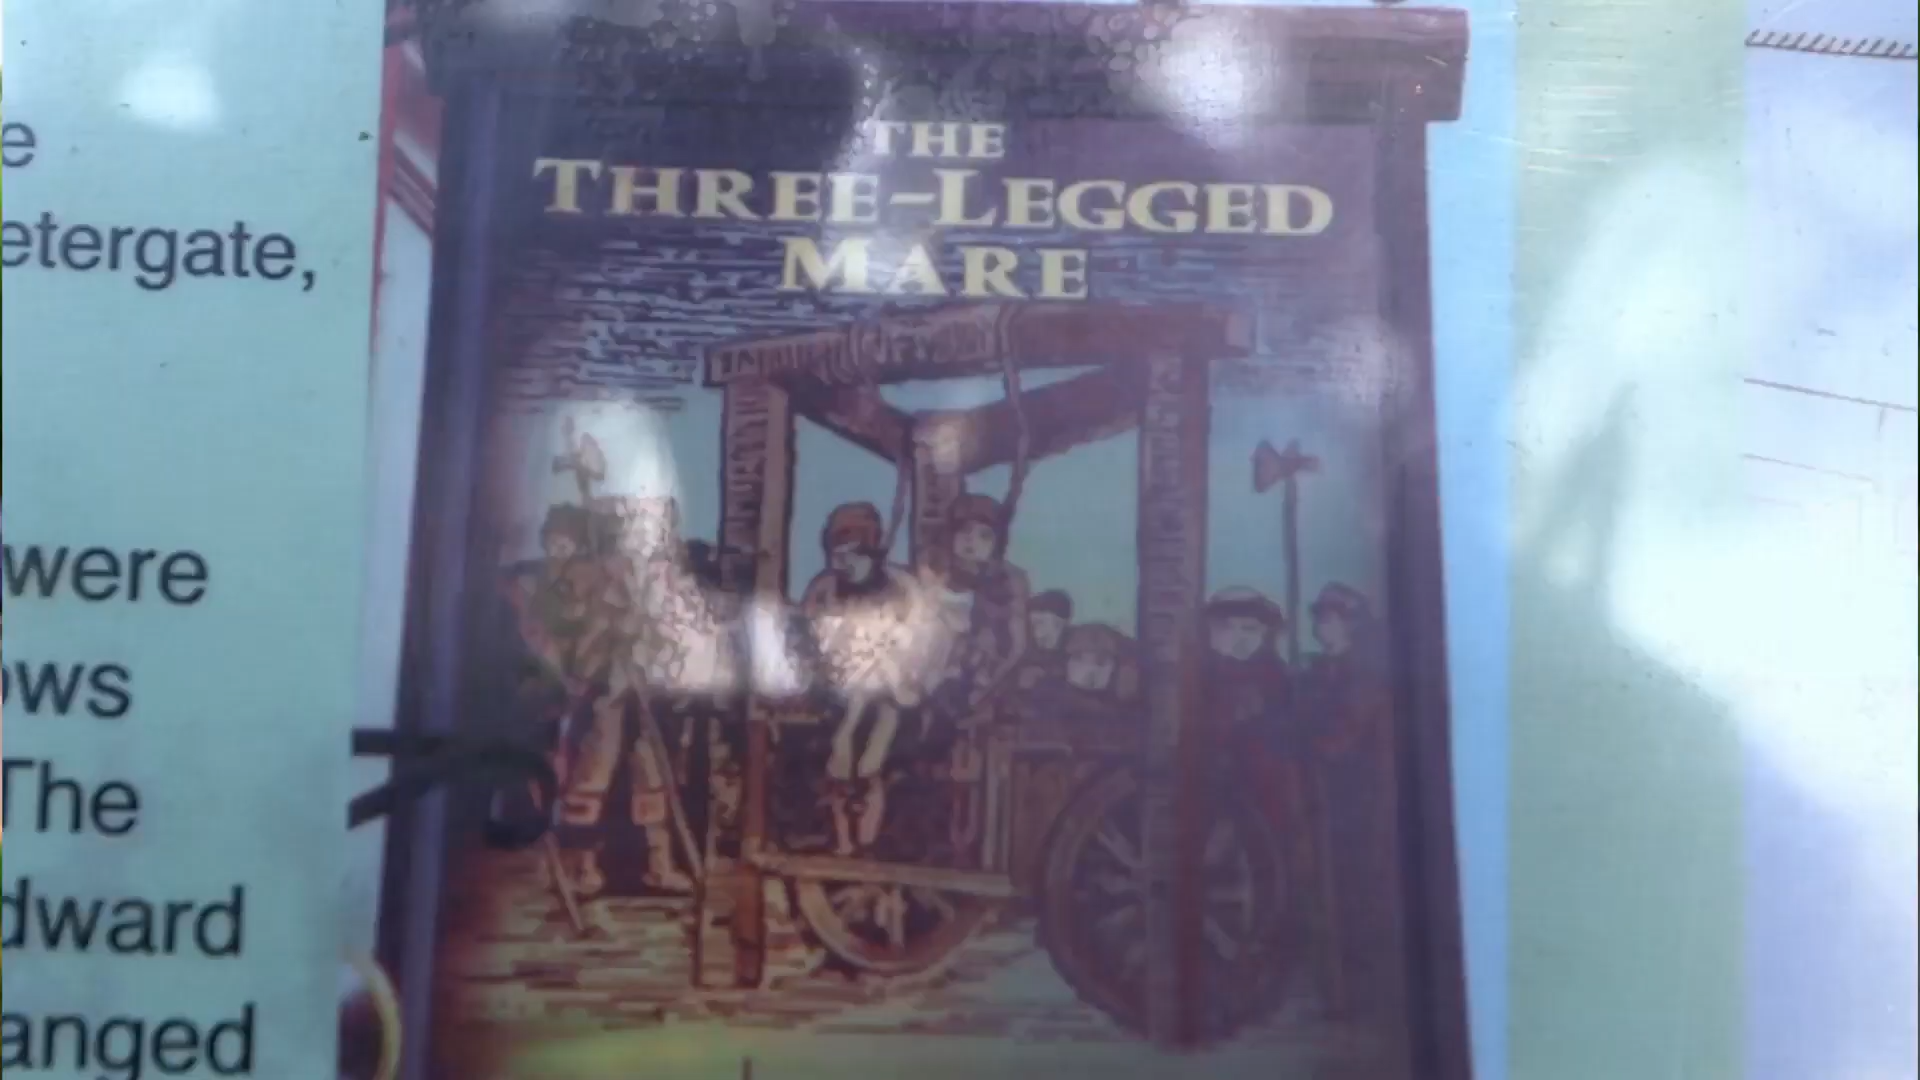 THE
THREE-LEGGED
MARE
e
etergate,
were
ows
The
dward
anged